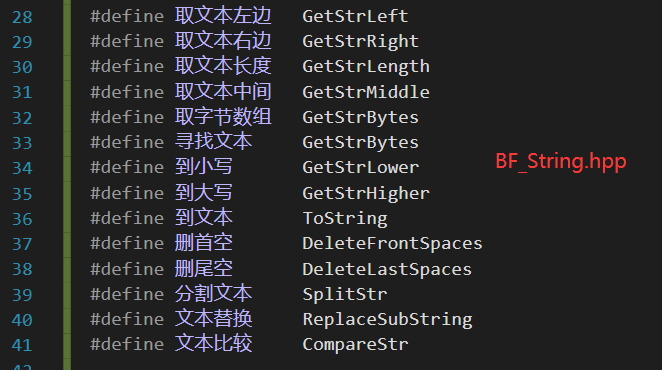 28 #define 取文本左边 GetStrLeft
29 #define 取文本右边 GetStrRight
30 #define 取文本长度 GetStrLength
31 #define 取文本中间 GetStrMiddle
32 #define 取字节数组 GetStrBytes
33 #define 寻找文本 GetStrBytes
34 #define 到小写 GetStrLower
BF_String.hpp
35 #define 到大写 GetStrHigher
36 #define 到文本 ToString
37 #define 删首空 DeleteFrontSpaces
38 #define 删尾空 DeleteLastSpaces
39 #define 分割文本 SplitStr
40 #define 文本替换 ReplaceSubString
41 #define 文本比较 CompareStr